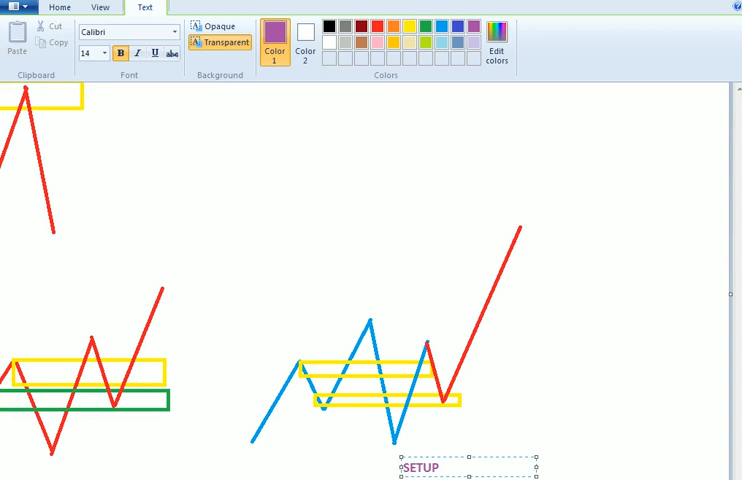 Home View Text
Paste
Cut
Copy
Clipboard
Calibri
14 B I U abc
Font
A Opaque
A Transparent
Background
Color
1
Color
2
Edit
colors
Colors
SETUP